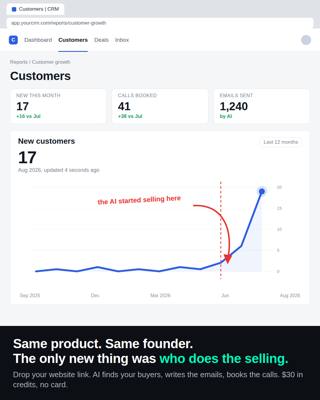 Customers | CRM
app.yourcrm.com/reports/customer-growth
C Dashboard Customers Deals Inbox
Reports / Customer growth
Customers
NEW THIS MONTH
17
+16 vs Jul
CALLS BOOKED
41
+38 vs Jul
EMAILS SENT
1,240
by AI
New customers
Last 12 months
17
Aug 2026, updated 4 seconds ago
the AI started selling here
20
15
10
5
0
Sep 2025 Dec Mar 2026 Jun Aug 2026
Same product. Same founder.
The only new thing was who does the selling.
Drop your website link. AI finds your buyers, writes the emails, books the calls. $30 in
credits, no card.